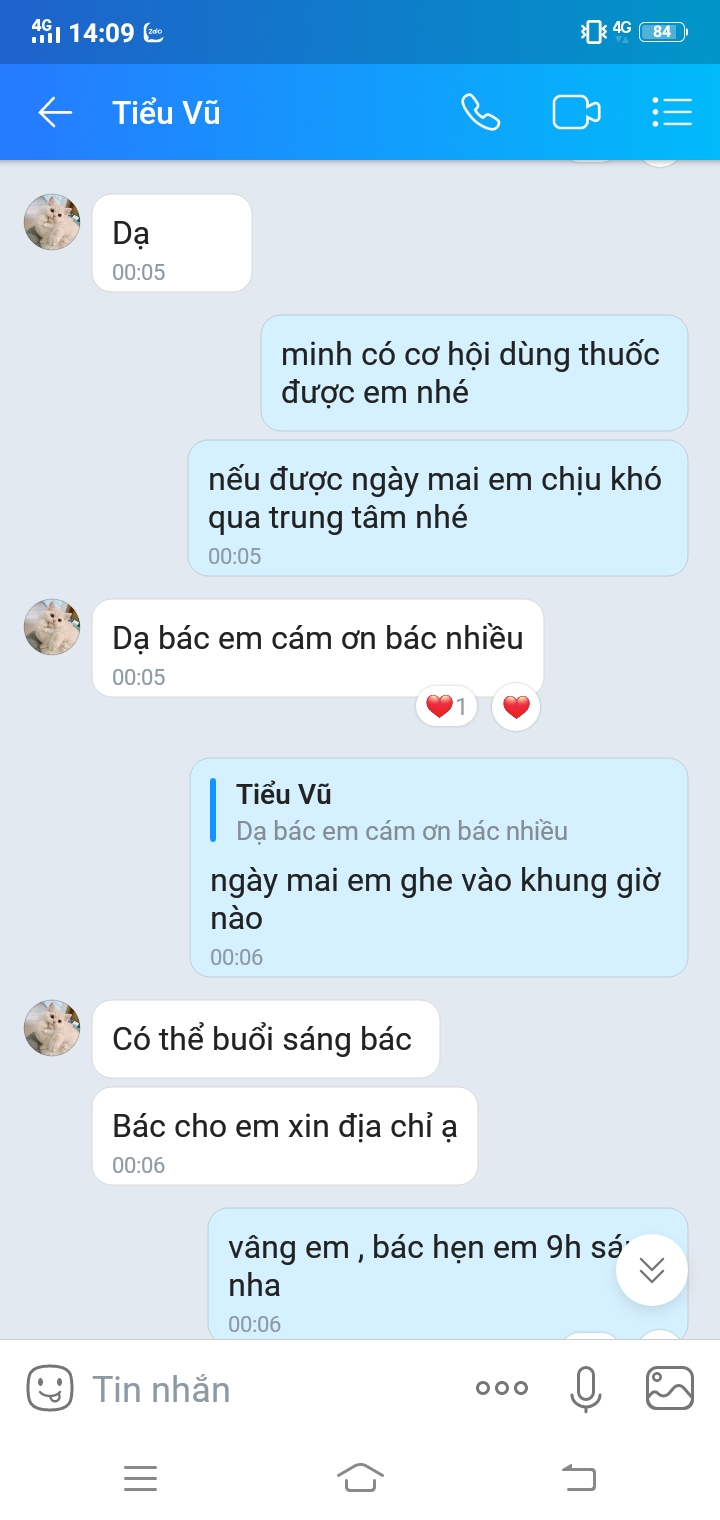 4G 14:09 Zalo 4G 84
Tiểu Vũ
Dạ
00:05
minh có cơ hội dùng thuốc
được em nhé
nếu được ngày mai em chịu khó
qua trung tâm nhé
00:05
Dạ bác em cám ơn bác nhiều
00:05
1
Tiểu Vũ
Dạ bác em cám ơn bác nhiều
ngày mai em ghe vào khung giờ
nào
00:06
Có thể buổi sáng bác
Bác cho em xin địa chỉ ạ
00:06
vâng em , bác hẹn em 9h
nha
00:06
Tin nhắn